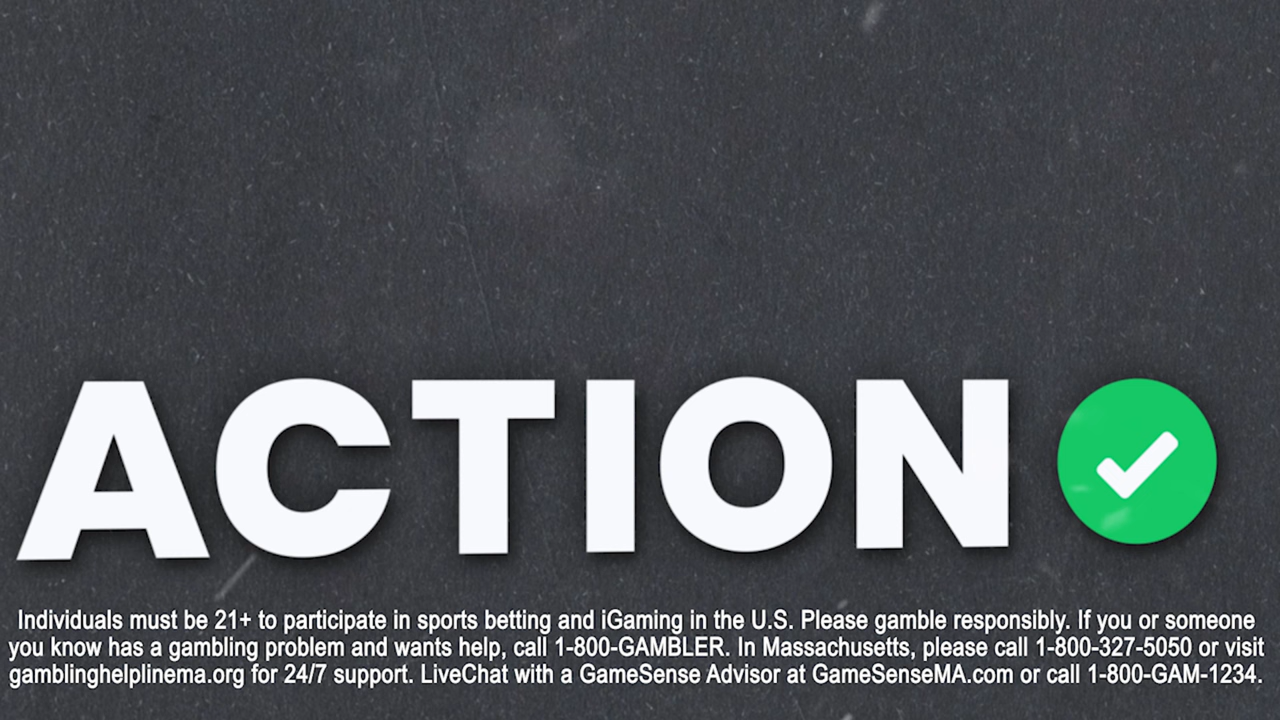 ACTION
Individuals must be 21+ to participate in sports betting and iGaming in the U.S. Please gamble responsibly. If you or someone
you know has a gambling problem and wants help, call 1-800-GAMBLER. In Massachusetts, please call 1-800-327-5050 or visit
gamblinghelplinema.org for 24/7 support. LiveChat with a GameSense Advisor at GameSenseMA.com or call 1-800-GAM-1234.